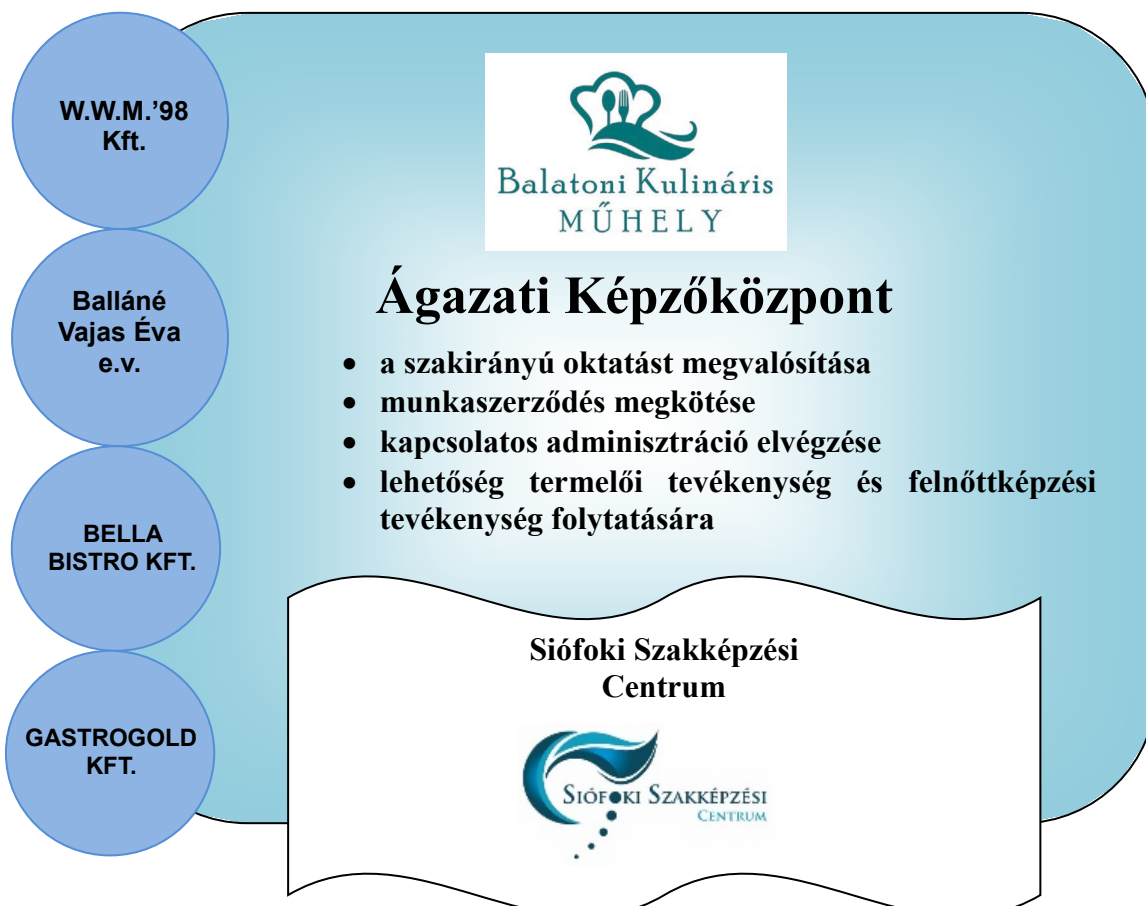 W.W.M.’98
Kft.
Balláné
Vajas Éva
e.v.
BELLA
BISTRO KFT.
GASTROGOLD
KFT.
Balatoni Kulináris
MŰHELY
Ágazati Képzőközpont
• a szakirányú oktatást megvalósítása
• munkaszerződés megkötése
• kapcsolatos adminisztráció elvégzése
• lehetőség termelői tevékenység és felnőttképzési
tevékenység folytatására
Siófoki Szakképzési
Centrum
SIÓFOKI SZAKKÉPZÉSI
CENTRUM